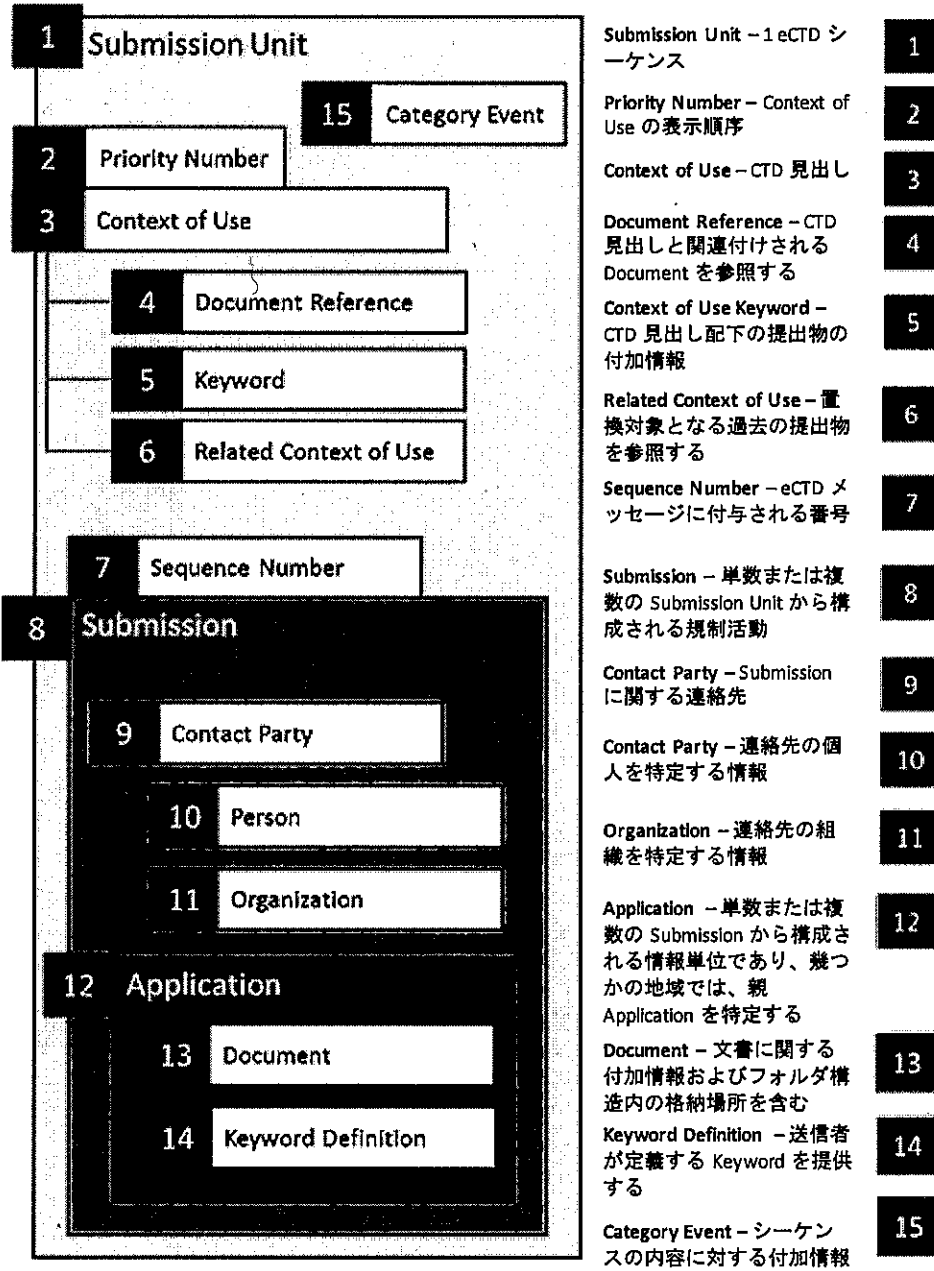 1 Submission Unit
15 Category Event
2 Priority Number
3 Context of Use
4 Document Reference
5 Keyword
6 Related Context of Use
7 Sequence Number
8 Submission
9 Contact Party
10 Person
11 Organization
12 Application
13 Document
14 Keyword Definition
Submission Unit – 1 eCTD シ
ーケンス
1
Priority Number – Context of
Use の表示順序
2
Context of Use – CTD 見出し
3
Document Reference – CTD
見出しと関連付けされる
Document を参照する
4
Context of Use Keyword –
CTD 見出し配下の提出物の
付加情報
5
Related Context of Use – 置
換対象となる過去の提出物
を参照する
6
Sequence Number – eCTD メ
ッセージに付与される番号
7
Submission – 単数または複
数の Submission Unit から構
成される規制活動
8
Contact Party – Submission
に関する連絡先
9
Contact Party – 連絡先の個
人を特定する情報
10
Organization – 連絡先の組
織を特定する情報
11
Application – 単数または複
数の Submission から構成さ
れる情報単位であり、幾つ
かの地域では、親
Application を特定する
12
Document – 文書に関する
付加情報およびフォルダ構
造内の格納場所を含む
13
Keyword Definition – 送信者
が定義する Keyword を提供
する
14
Category Event – シーケン
スの内容に対する付加情報
15